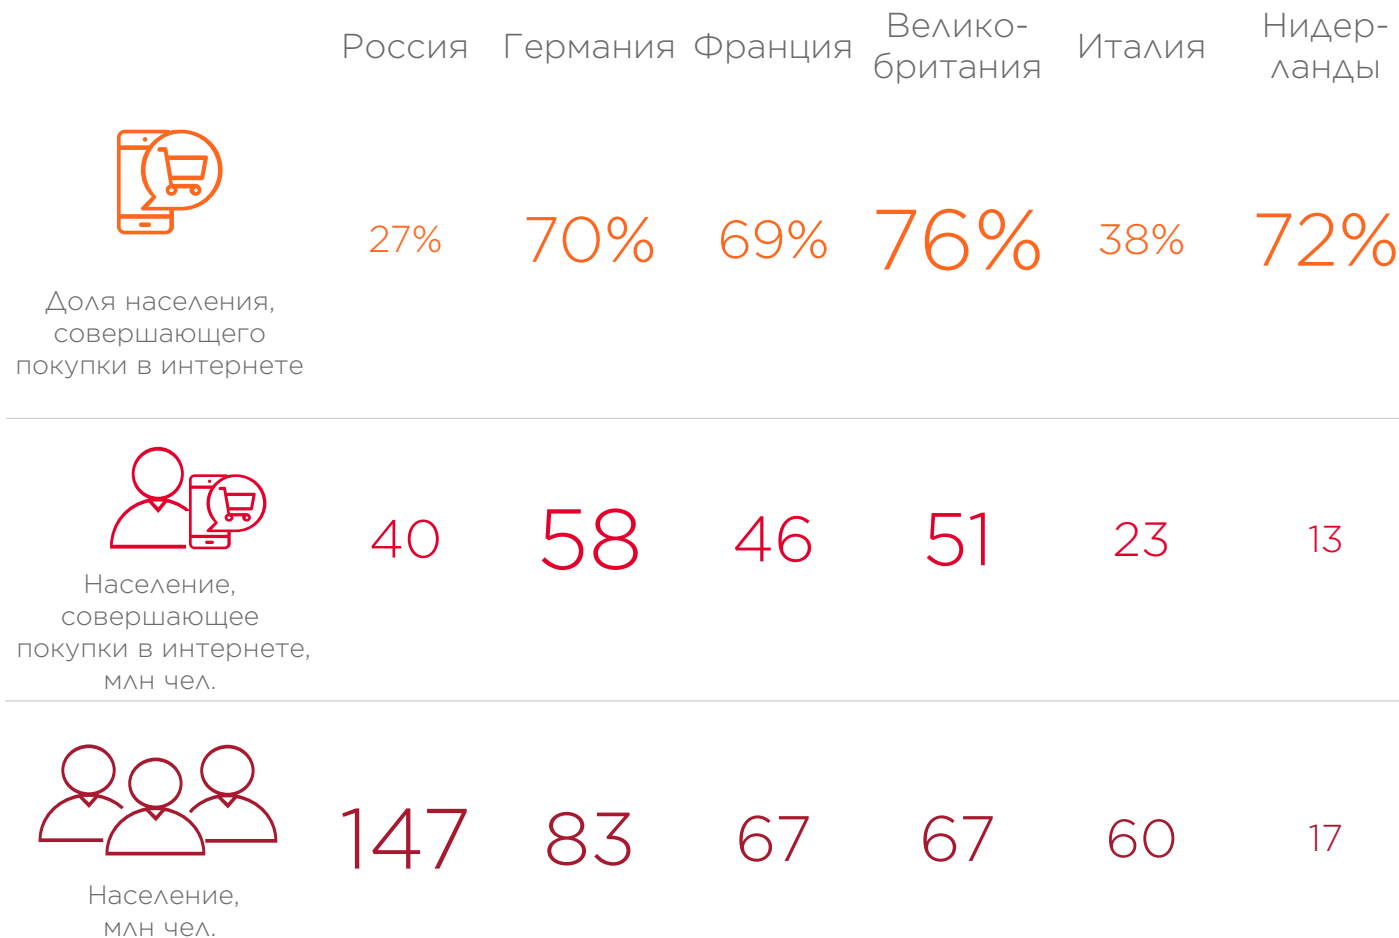 Россия Германия Франция Велико-
британия Италия Нидер-
ланды
27% 70% 69% 76% 38% 72%
Доля населения,
совершающего
покупки в интернете
40 58 46 51 23 13
Население,
совершающее
покупки в интернете,
млн чел.
147 83 67 67 60 17
Население,
млн чел.